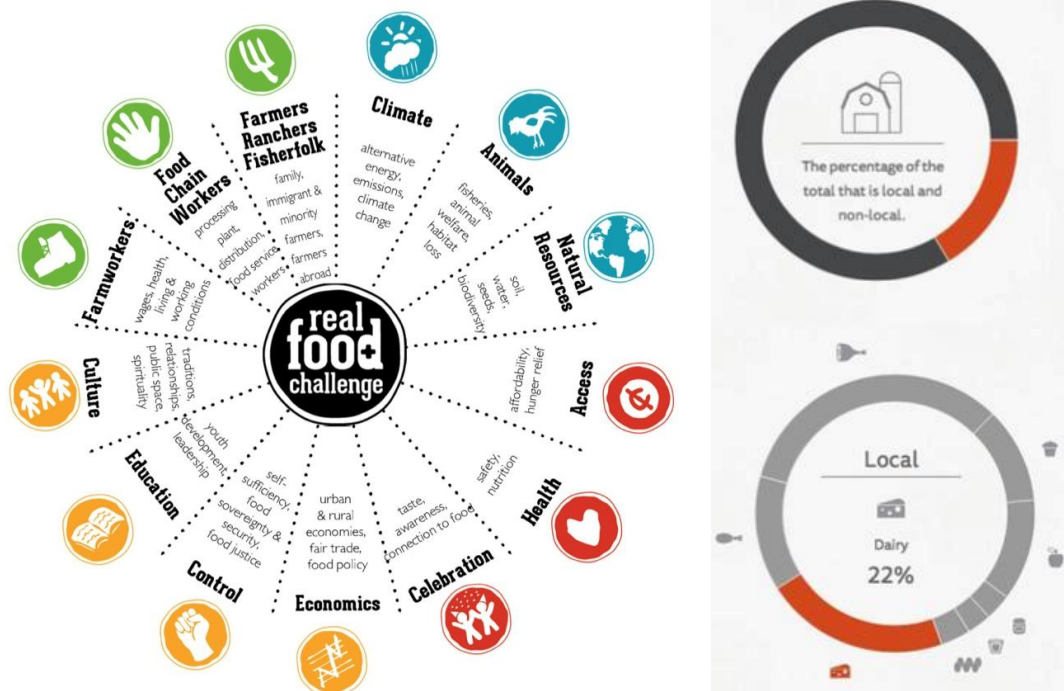 Farmers
Ranchers
Fisherfolk
family,
immigrant &
minority
farmers,
farmers
abroad
Climate
alternative
energy,
emissions,
climate
change
Animals
fisheries,
animal
welfare,
habitat
loss
Natural
Resources
soil,
water,
seeds,
biodiversity
Access
affordability,
hunger relief
Health
safety,
nutrition
Celebration
taste,
awareness,
connection to food
Economics
urban
& rural
economies,
fair trade,
food policy
Control
self-
sufficiency,
food
sovereignty &
security,
food justice
Education
youth
development,
leadership
Culture
traditions,
relationships,
public space,
spirituality
Farmworkers
wages, health,
living &
working
conditions
Food
Chain
Workers
processing
plant,
distribution,
food service
workers
real
food
challenge
The percentage of the
total that is local and
non-local.
Local
Dairy
22%